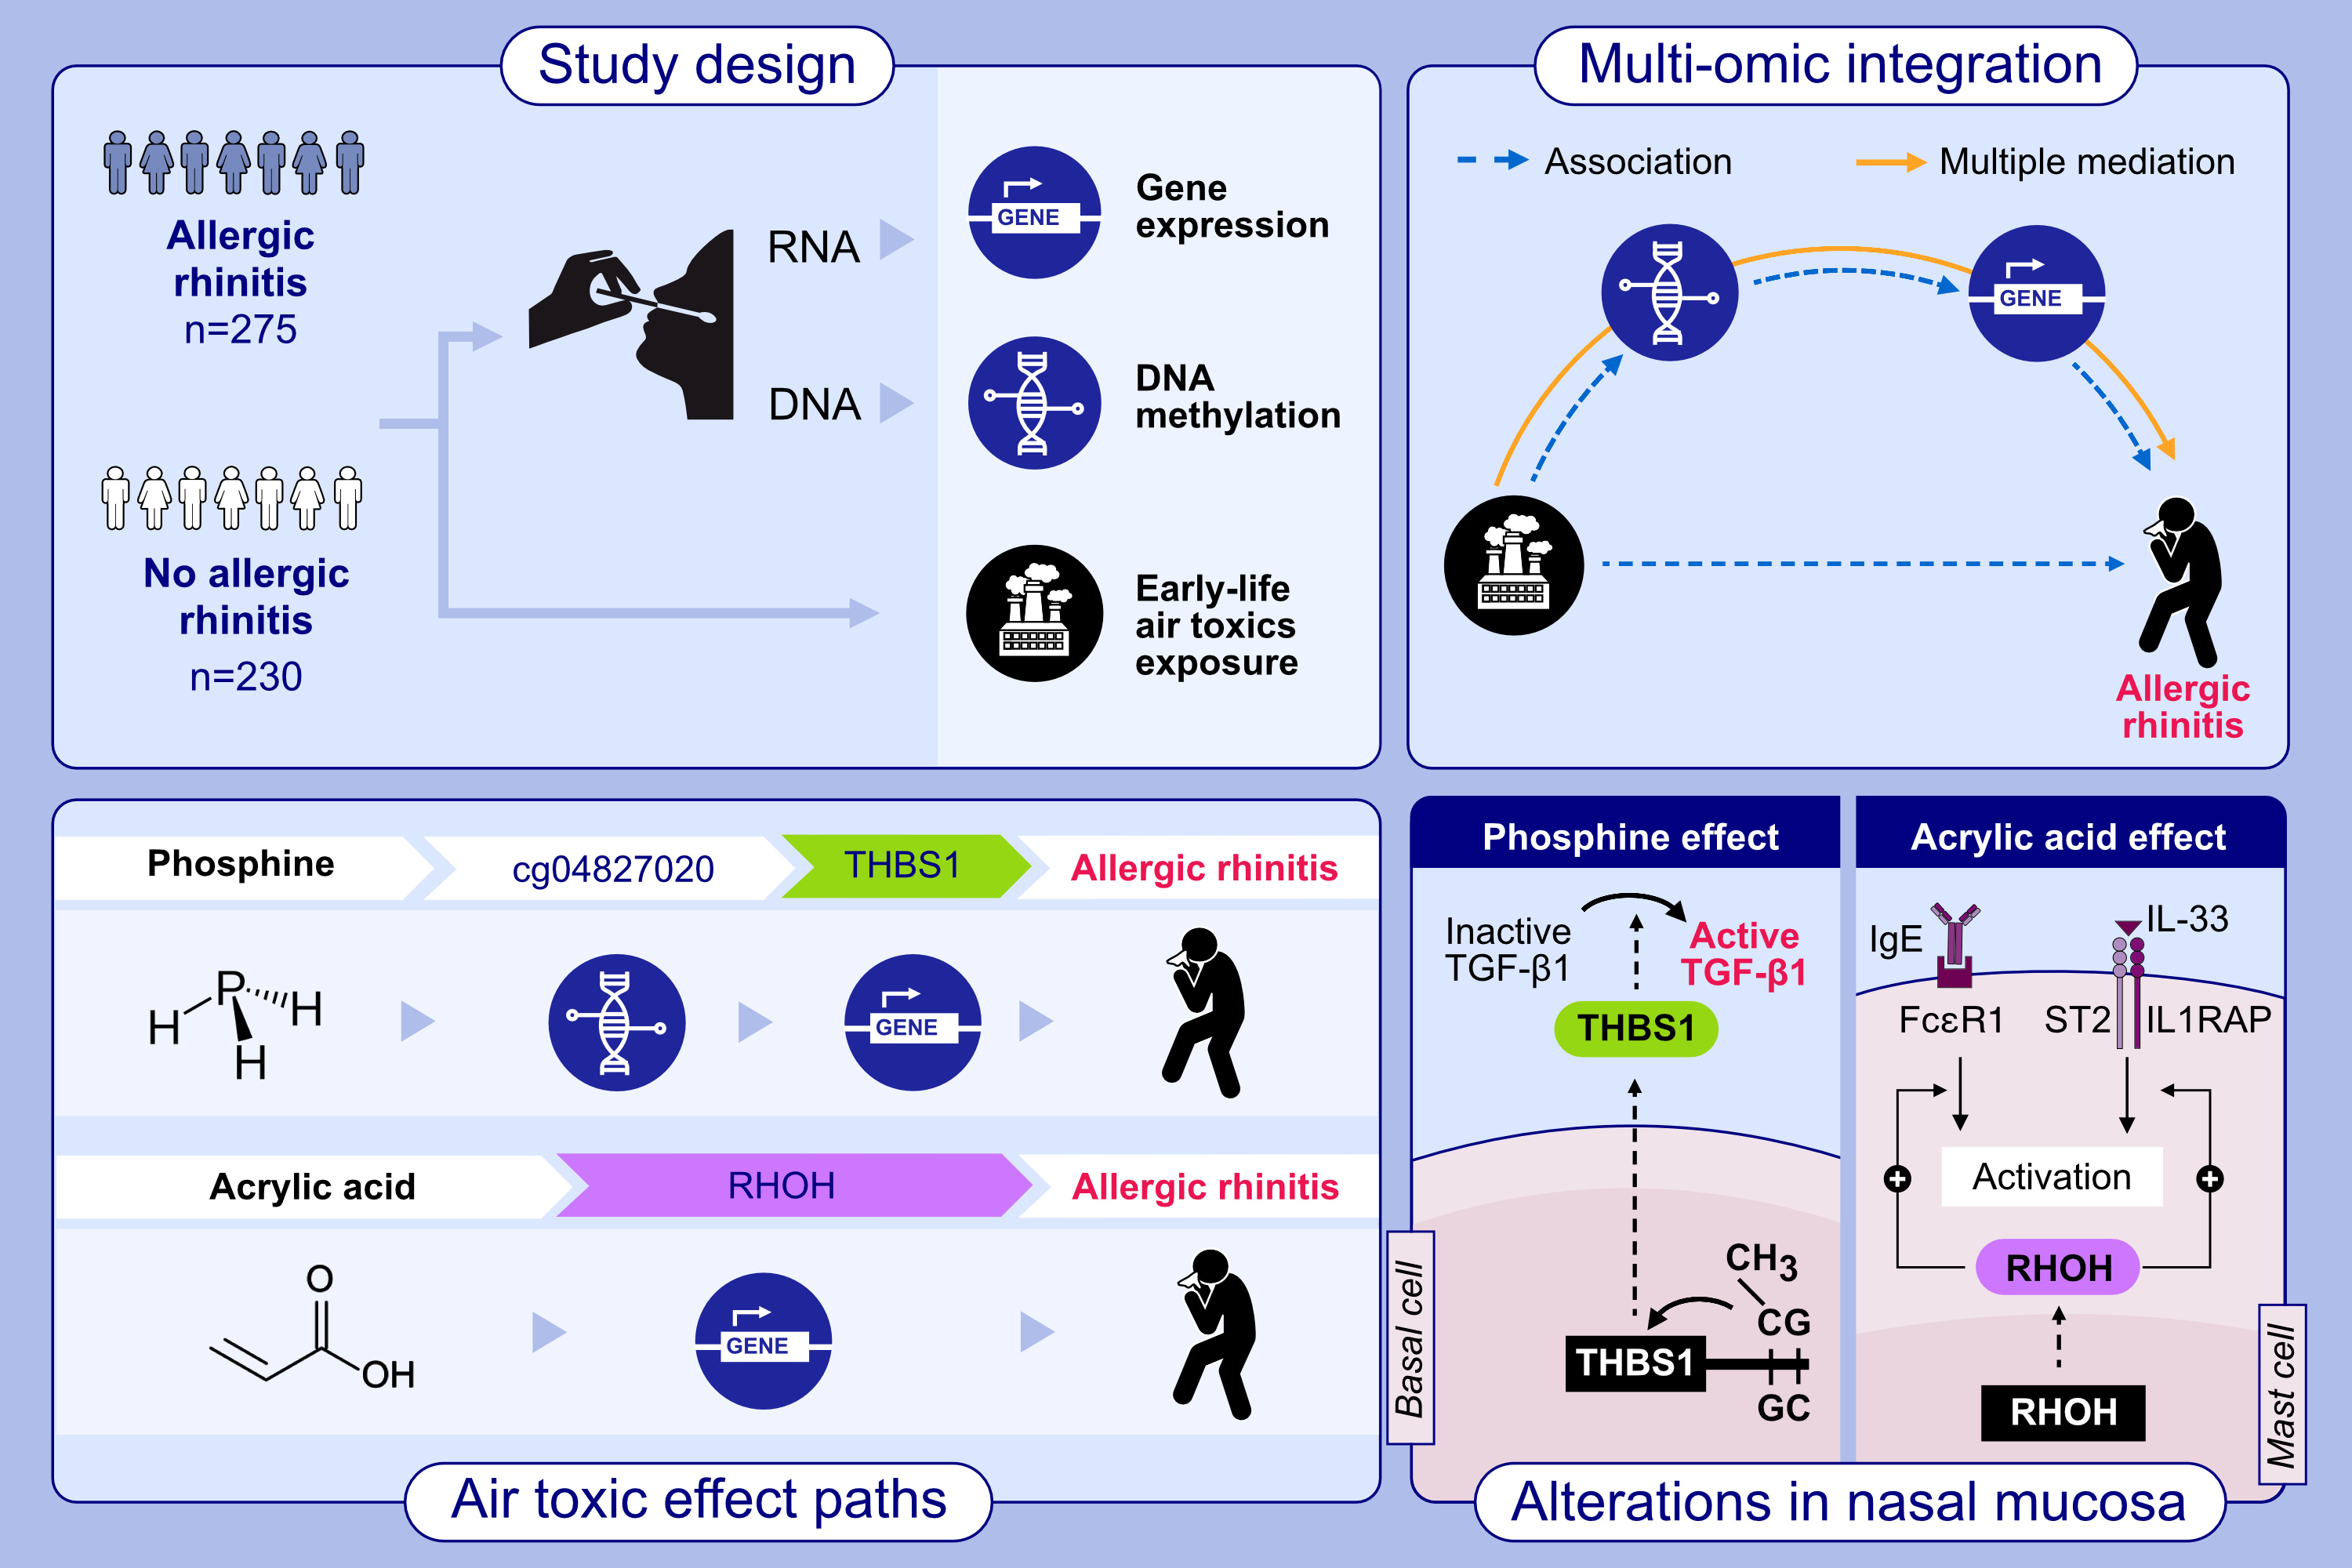 Study design
Allergic
rhinitis
n=275
No allergic
rhinitis
n=230
RNA
DNA
GENE
Gene
expression
DNA
methylation
Early-life
air toxics
exposure
Multi-omic integration
Association
Multiple mediation
GENE
Allergic
rhinitis
Phosphine
cg04827020
THBS1
Allergic rhinitis
P
H
H
H
GENE
Acrylic acid
RHOH
Allergic rhinitis
O
OH
GENE
Air toxic effect paths
Phosphine effect
Inactive
TGF-β1
Active
TGF-β1
THBS1
CH3
CG
THBS1
GC
Basal cell
Acrylic acid effect
IgE
IL-33
FcεR1
ST2
IL1RAP
Activation
+
+
RHOH
RHOH
Mast cell
Alterations in nasal mucosa